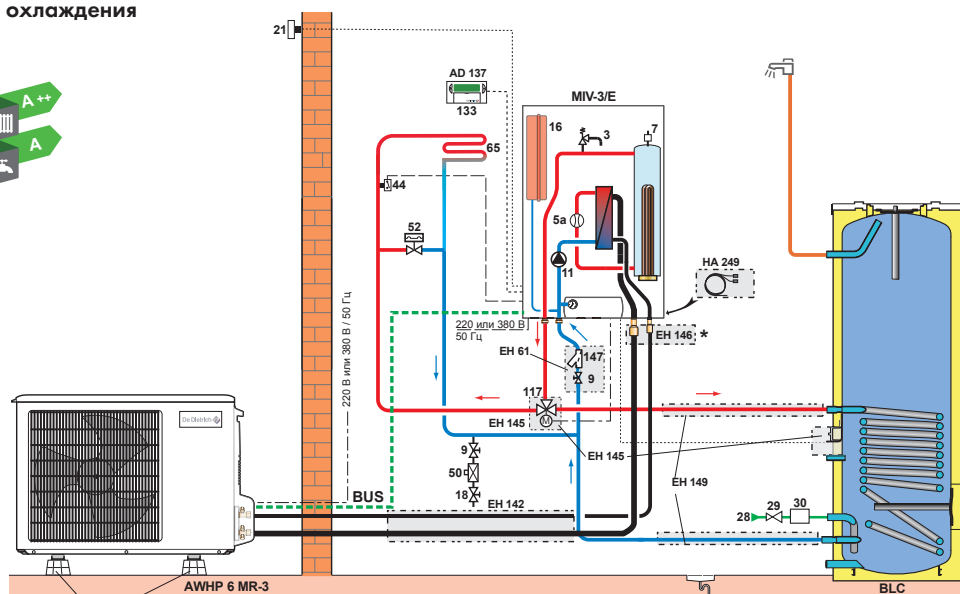 охлаждения
A ++
A
21
AD 137
133
MIV-3/E
16
3
7
65
44
5a
52
11
HA 249
220 или 380 В
50 Гц
EH 146 *
EH 61
147
9
220 В или 380 В / 50 Гц
117
M
EH 145
De Dietrich
9
EH 145
50
EH 149
18
BUS
EH 142
28
29
30
AWHP 6 MR-3
BLC